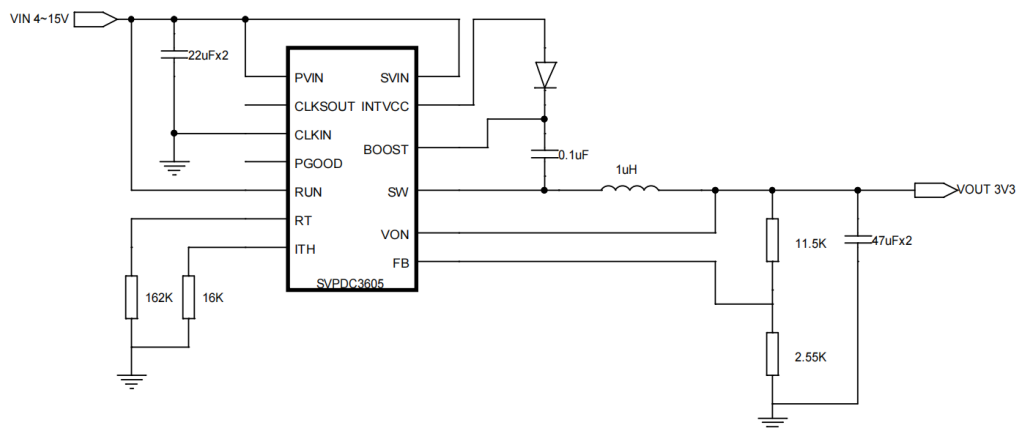 VIN 4~15V
22uFx2
PVIN
SVIN
CLKSOUT
INTVCC
CLKIN
BOOST
0.1uF
PGOOD
1uH
RUN
SW
VOUT 3V3
RT
VON
11.5K
47uFx2
ITH
FB
SVPDC3605
162K
16K
2.55K